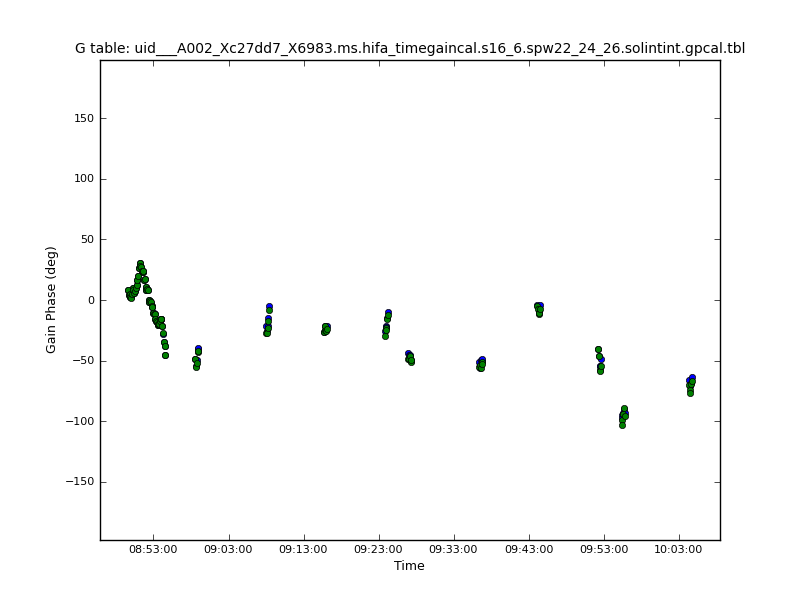 G table: uid___A002_Xc27dd7_X6983.ms.hifa_timegaincal.s16_6.spw22_24_26.solintint.gpcal.tbl
150
100
50
0
−50
−100
−150
Gain Phase (deg)
08:53:00 09:03:00 09:13:00 09:23:00 09:33:00 09:43:00 09:53:00 10:03:00
Time